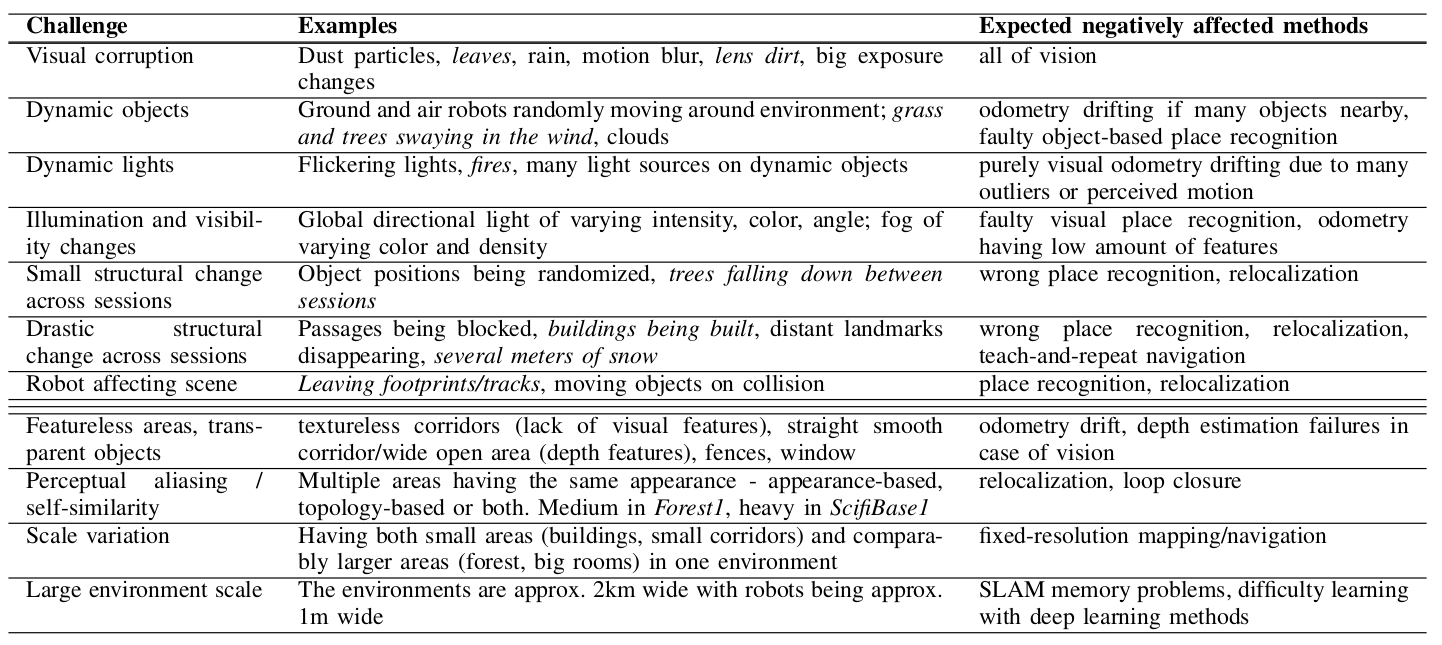 Challenge Examples Expected negatively affected methods
Visual corruption Dust particles, leaves, rain, motion blur, lens dirt, big exposure all of vision
changes
Dynamic objects Ground and air robots randomly moving around environment; grass odometry drifting if many objects nearby,
and trees swaying in the wind, clouds faulty object-based place recognition
Dynamic lights Flickering lights, fires, many light sources on dynamic objects purely visual odometry drifting due to many
outliers or perceived motion
Illumination and visibil- Global directional light of varying intensity, color, angle; fog of faulty visual place recognition, odometry
ity changes varying color and density having low amount of features
Small structural change Object positions being randomized, trees falling down between wrong place recognition, relocalization
across sessions sessions
Drastic structural Passages being blocked, buildings being built, distant landmarks wrong place recognition, relocalization,
change across sessions disappearing, several meters of snow teach-and-repeat navigation
Robot affecting scene Leaving footprints/tracks, moving objects on collision place recognition, relocalization
Featureless areas, trans- textureless corridors (lack of visual features), straight smooth odometry drift, depth estimation failures in
parent objects corridor/wide open area (depth features), fences, window case of vision
Perceptual aliasing / Multiple areas having the same appearance - appearance-based, relocalization, loop closure
self-similarity topology-based or both. Medium in Forest1, heavy in ScifiBase1
Scale variation Having both small areas (buildings, small corridors) and compara- fixed-resolution mapping/navigation
bly larger areas (forest, big rooms) in one environment
Large environment scale The environments are approx. 2km wide with robots being approx. SLAM memory problems, difficulty learning
1m wide with deep learning methods